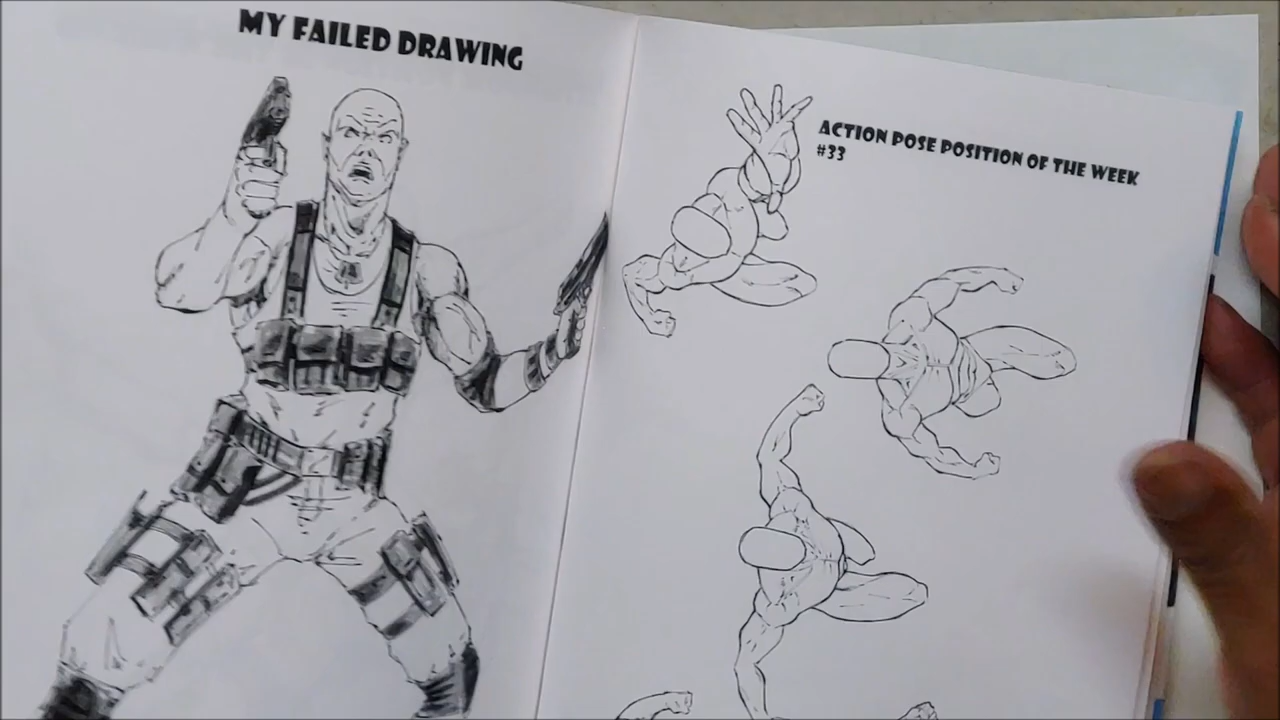 MY FAILED DRAWING
ACTION POSE POSITION OF THE WEEK
#33